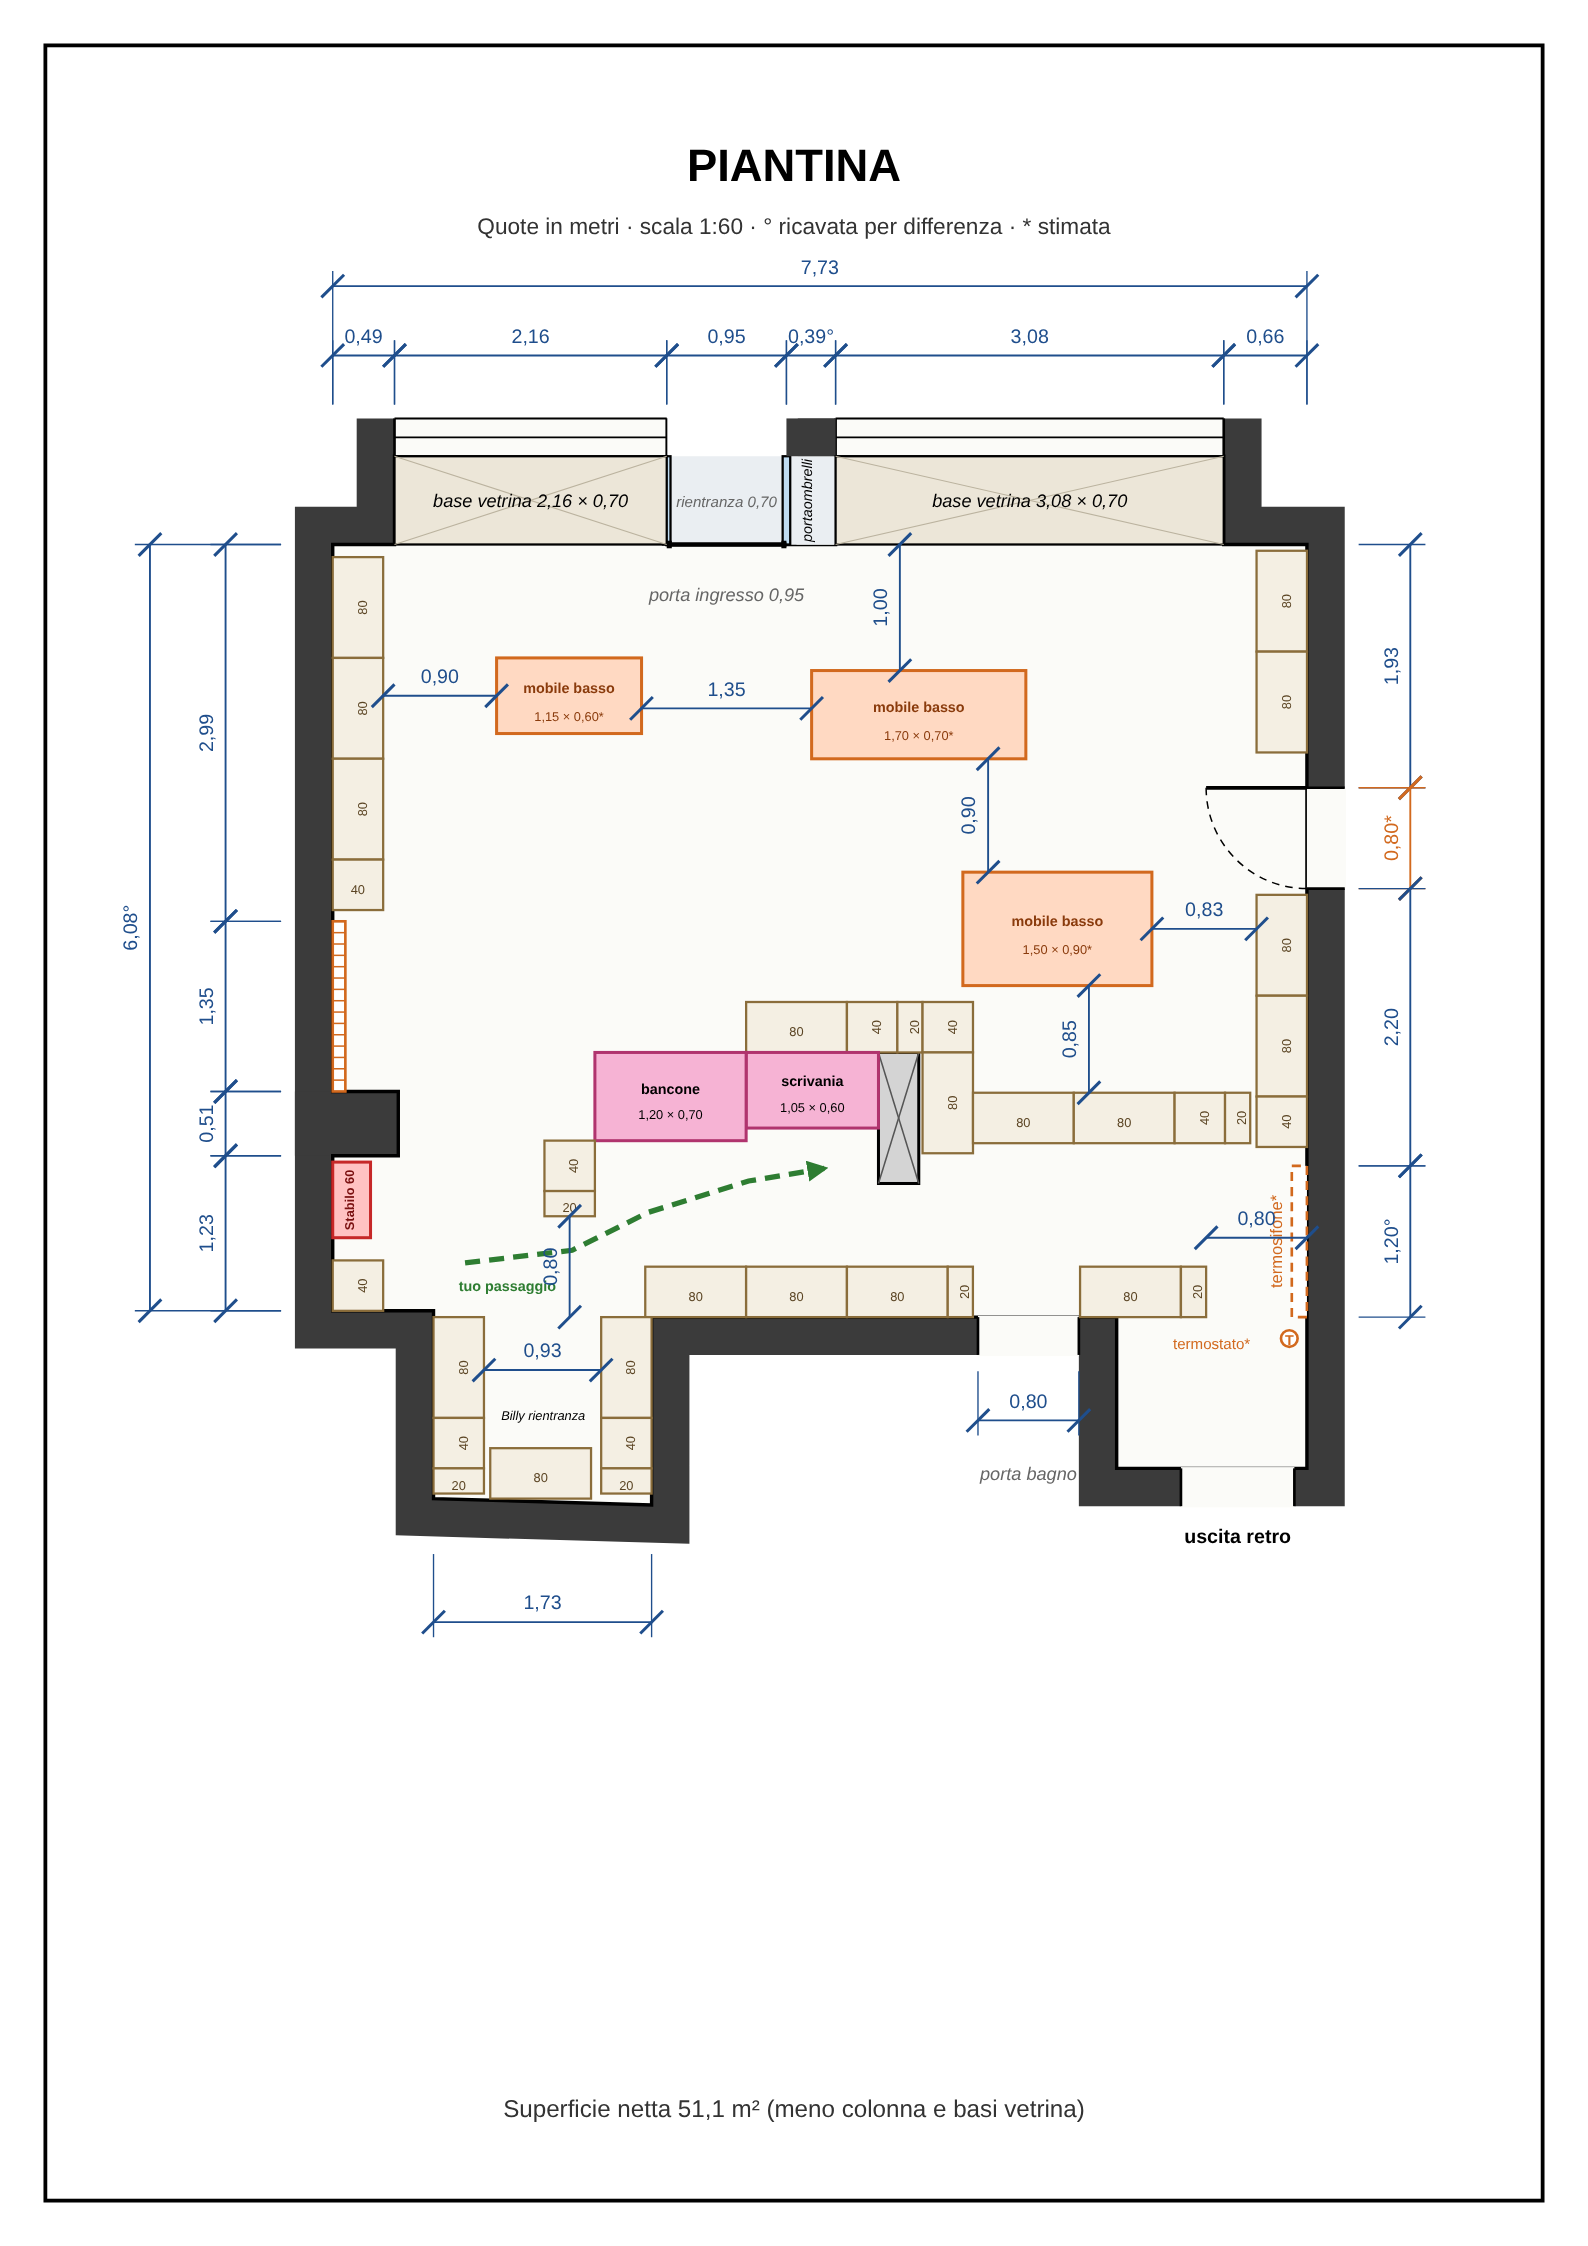 PIANTINA
Quote in metri · scala 1:60 · ° ricavata per differenza · * stimata
7,73
0,49
2,16
0,95
0,39°
3,08
0,66
base vetrina 2,16 × 0,70
rientranza 0,70
portaombrelli
base vetrina 3,08 × 0,70
porta ingresso 0,95
1,00
80
80
80
40
80
80
0,90
mobile basso
1,15 × 0,60*
1,35
mobile basso
1,70 × 0,70*
0,90
mobile basso
1,50 × 0,90*
0,83
0,85
6,08°
2,99
1,35
0,51
1,23
1,93
0,80*
2,20
1,20°
80
80
40
80
40
20
40
80
80
80
40
20
bancone
1,20 × 0,70
scrivania
1,05 × 0,60
Stabilo 60
40
40
20
0,80
tuo passaggio
80
80
80
20
80
20
0,80
termosifone*
termostato*
T
80
40
20
0,93
Billy rientranza
80
80
40
20
0,80
porta bagno
uscita retro
1,73
Superficie netta 51,1 m² (meno colonna e basi vetrina)